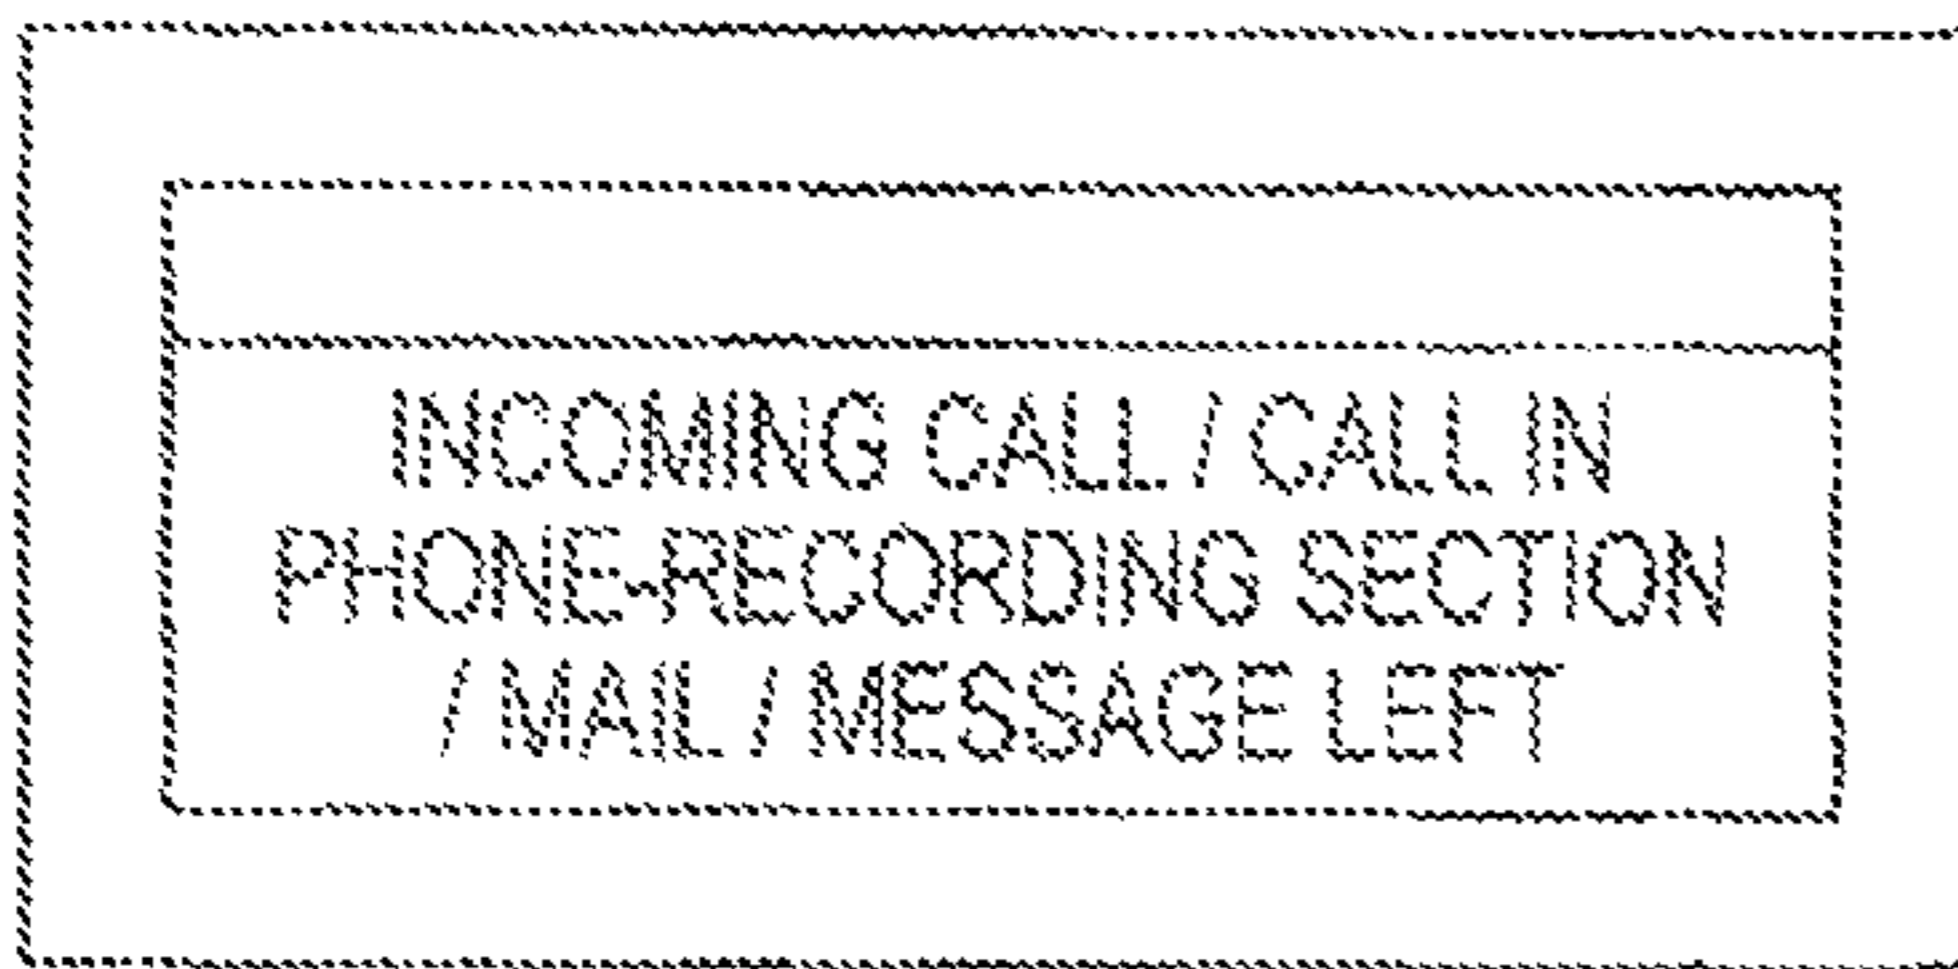 INCOMING CALL / CALL IN
PHONE-RECORDING SECTION
/ MAIL / MESSAGE LEFT